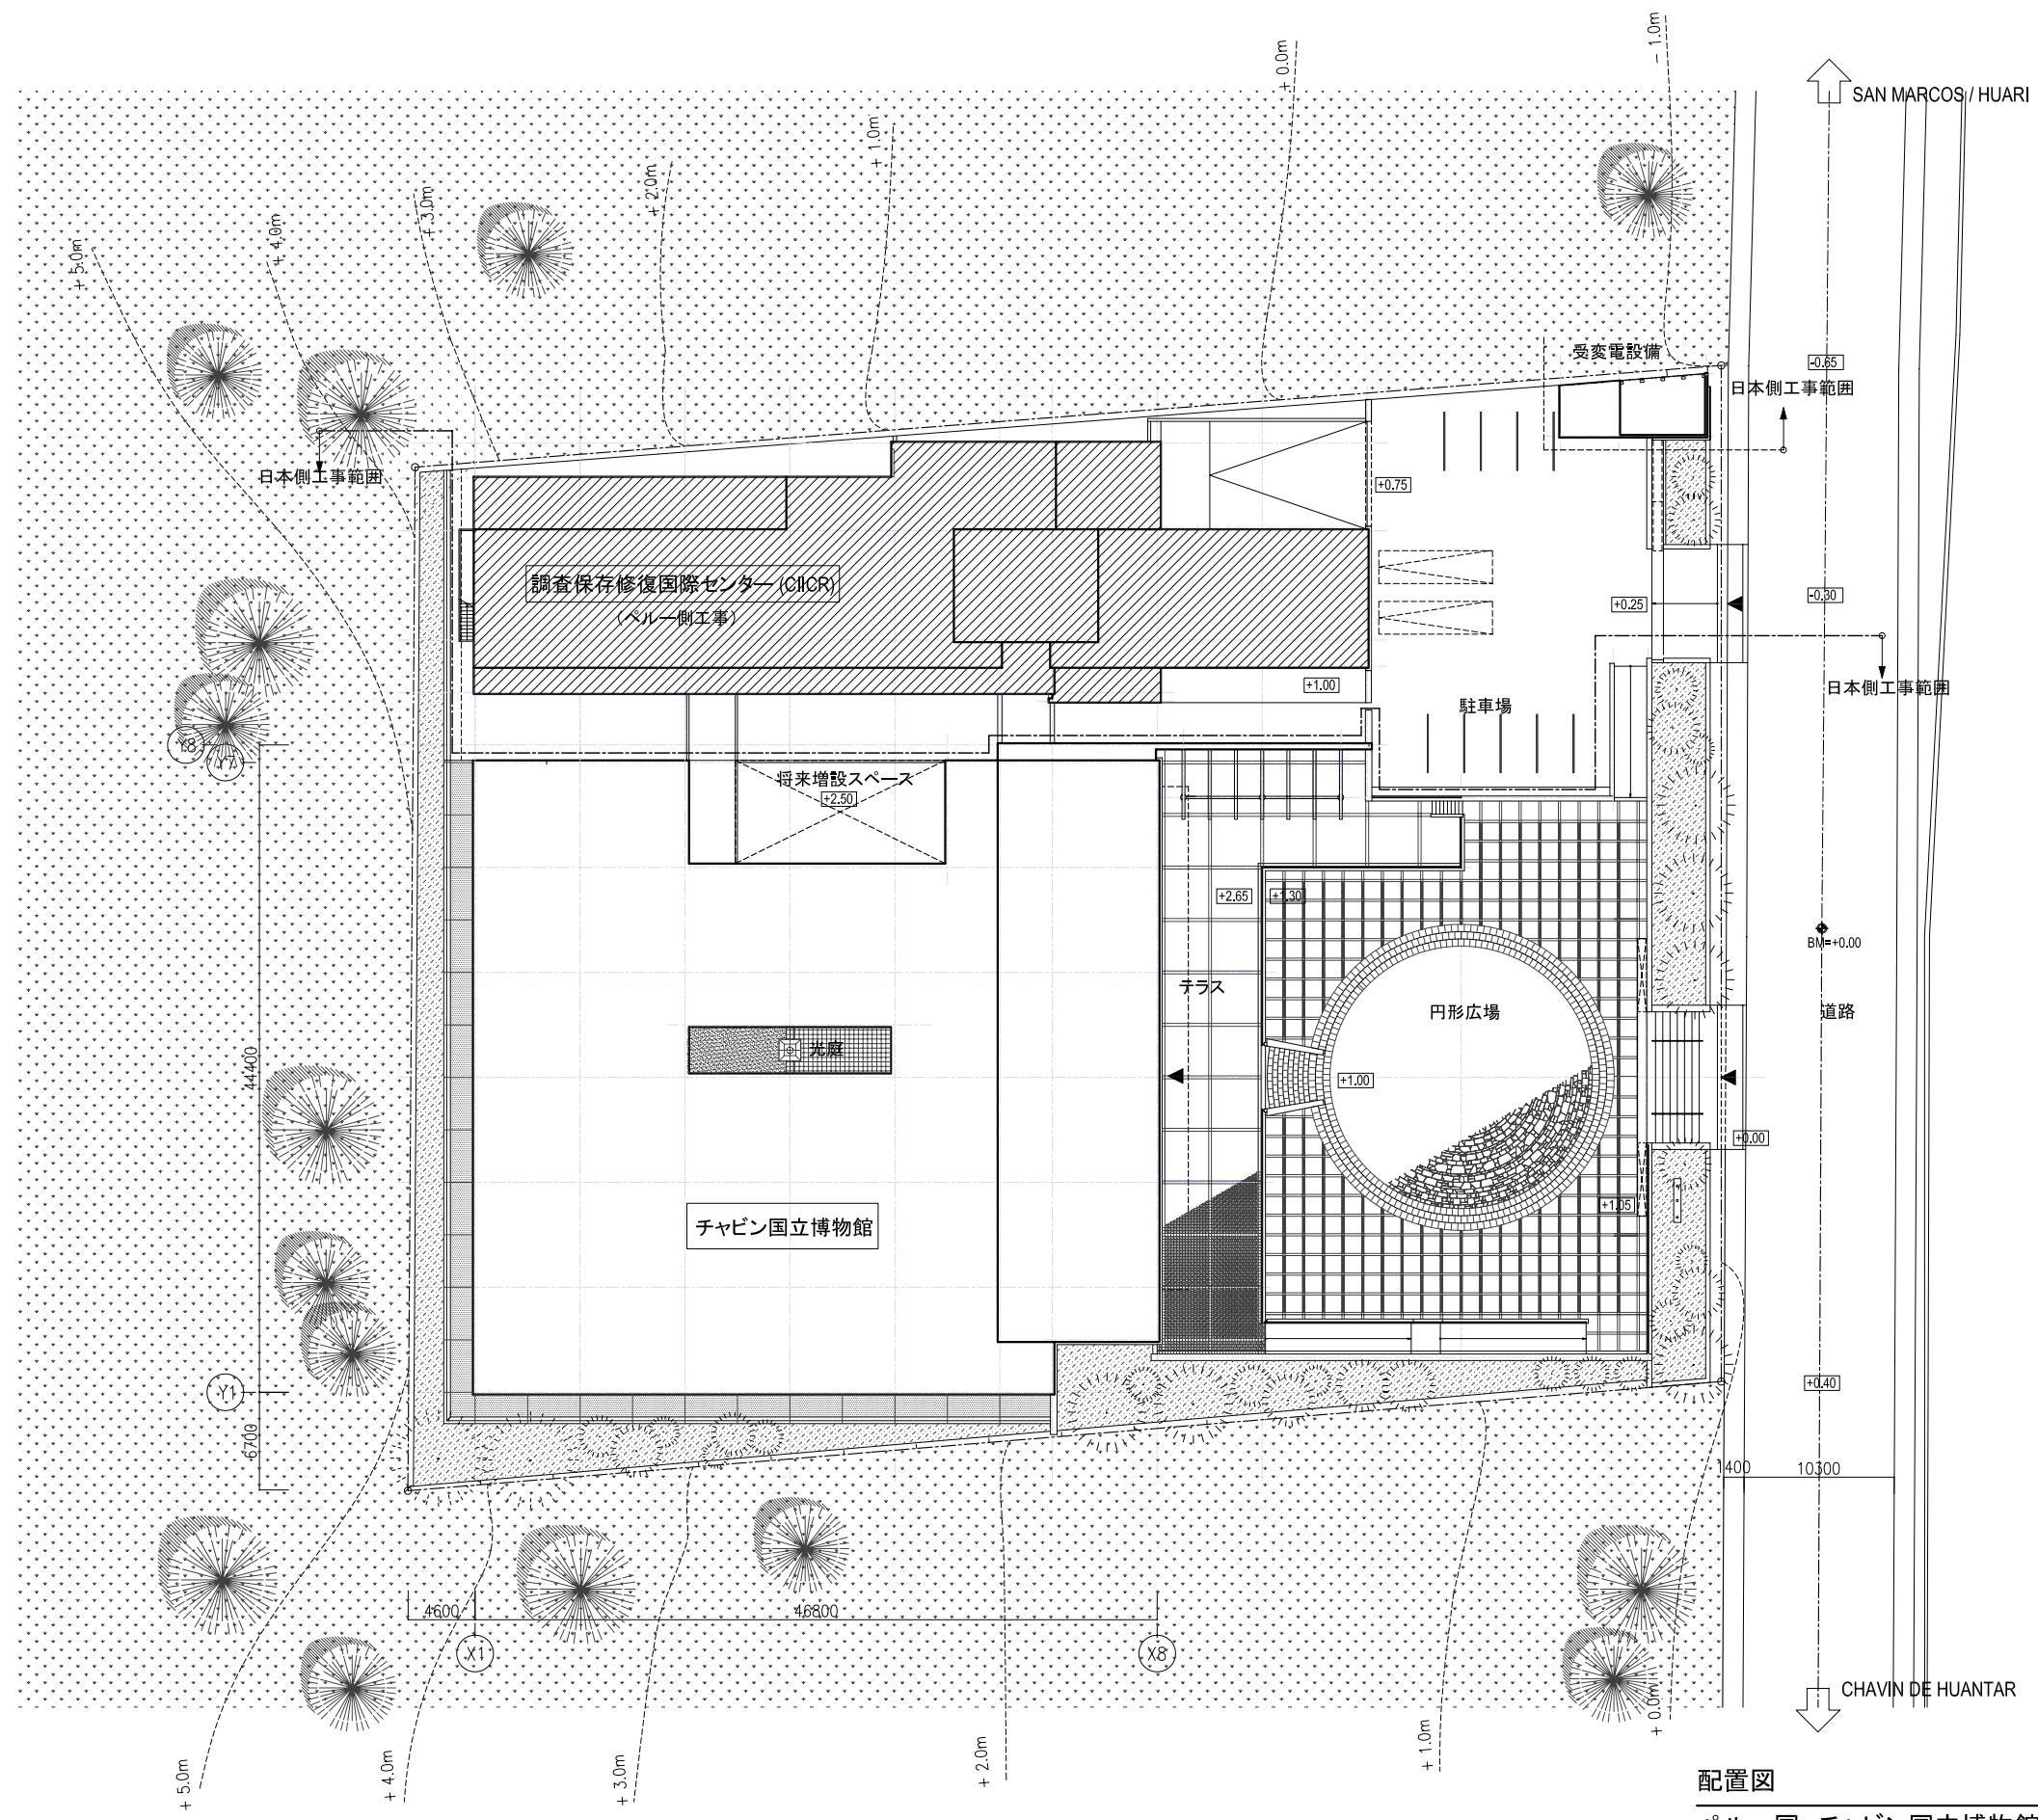 - 1.0m
+ 0.0m
SAN MARCOS / HUARI
+ 1.0m
+ 2.0m
+ 3.0m
+ 4.0m
+ 5.0m
受変電設備
-0.65
日本側工事範囲
日本側工事範囲
+0.75
調査保存修復国際センター (CIICR)
(ペルー側工事)
+0.25
-0.30
+1.00
日本側工事範囲
駐車場
Y8
Y7
将来増設スペース
+2.50
+2.65
+1.30
BM=+0.00
テラス
円形広場
道路
光庭
44400
+1.00
+0.00
+1.05
チャビン国立博物館
Y1
+0.40
6700
1400
10300
4600
46800
X1
X8
CHAVIN DE HUANTAR
+ 0.0m
+ 1.0m
+ 2.0m
+ 3.0m
+ 4.0m
+ 5.0m
配置図